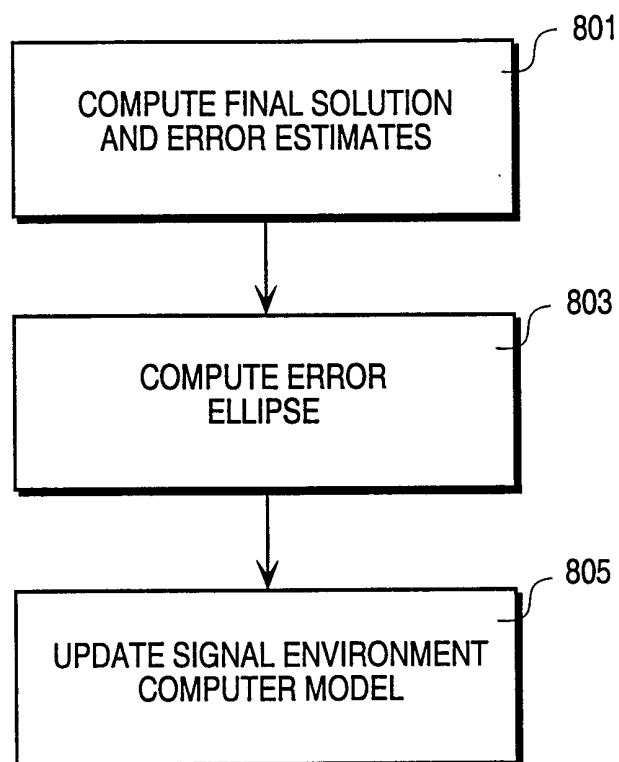 801
COMPUTE FINAL SOLUTION
AND ERROR ESTIMATES
803
COMPUTE ERROR
ELLIPSE
805
UPDATE SIGNAL ENVIRONMENT
COMPUTER MODEL